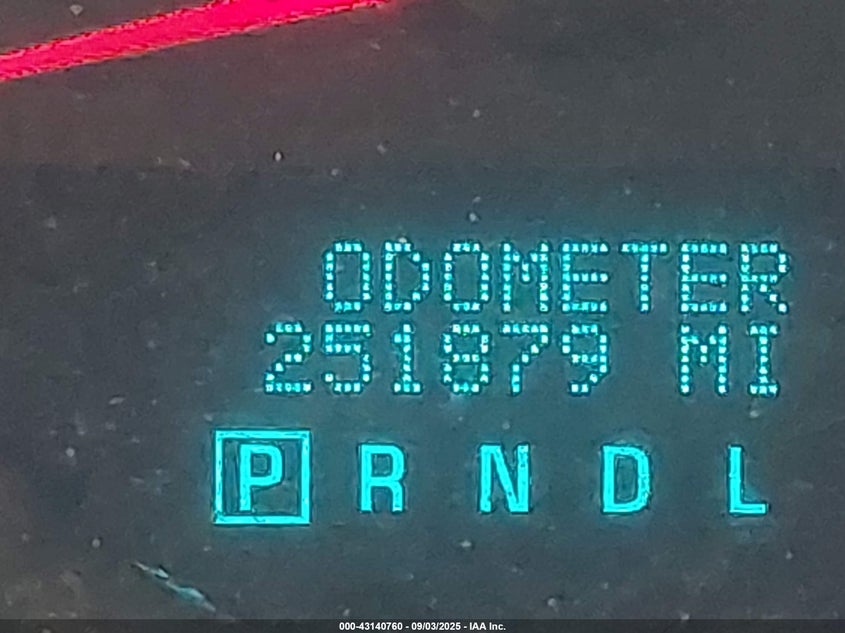 ODOMETER
251879 MI
P R N D L
000-43140760 - 09/03/2025 - IAA Inc.